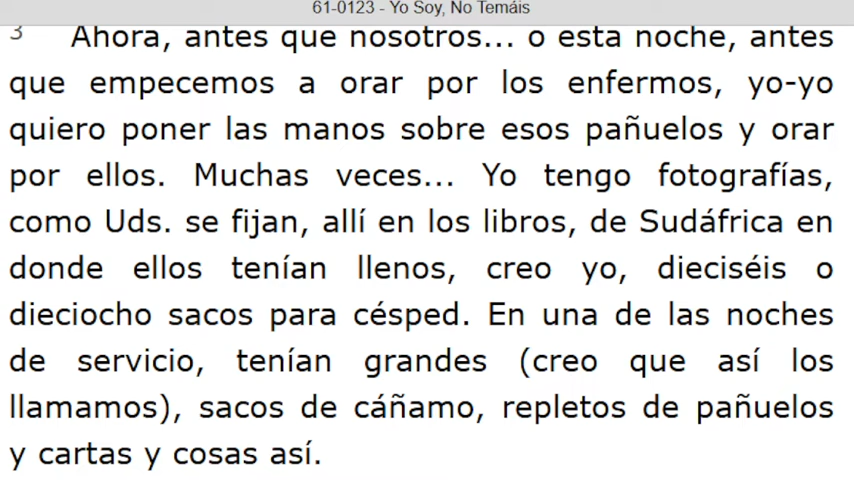 61-0123 - Yo Soy, No Temáis
3 Ahora, antes que nosotros... o esta noche, antes
que empecemos a orar por los enfermos, yo-yo
quiero poner las manos sobre esos pañuelos y orar
por ellos. Muchas veces... Yo tengo fotografías,
como Uds. se fijan, allí en los libros, de Sudáfrica en
donde ellos tenían llenos, creo yo, dieciséis o
dieciocho sacos para césped. En una de las noches
de servicio, tenían grandes (creo que así los
llamamos), sacos de cáñamo, repletos de pañuelos
y cartas y cosas así.